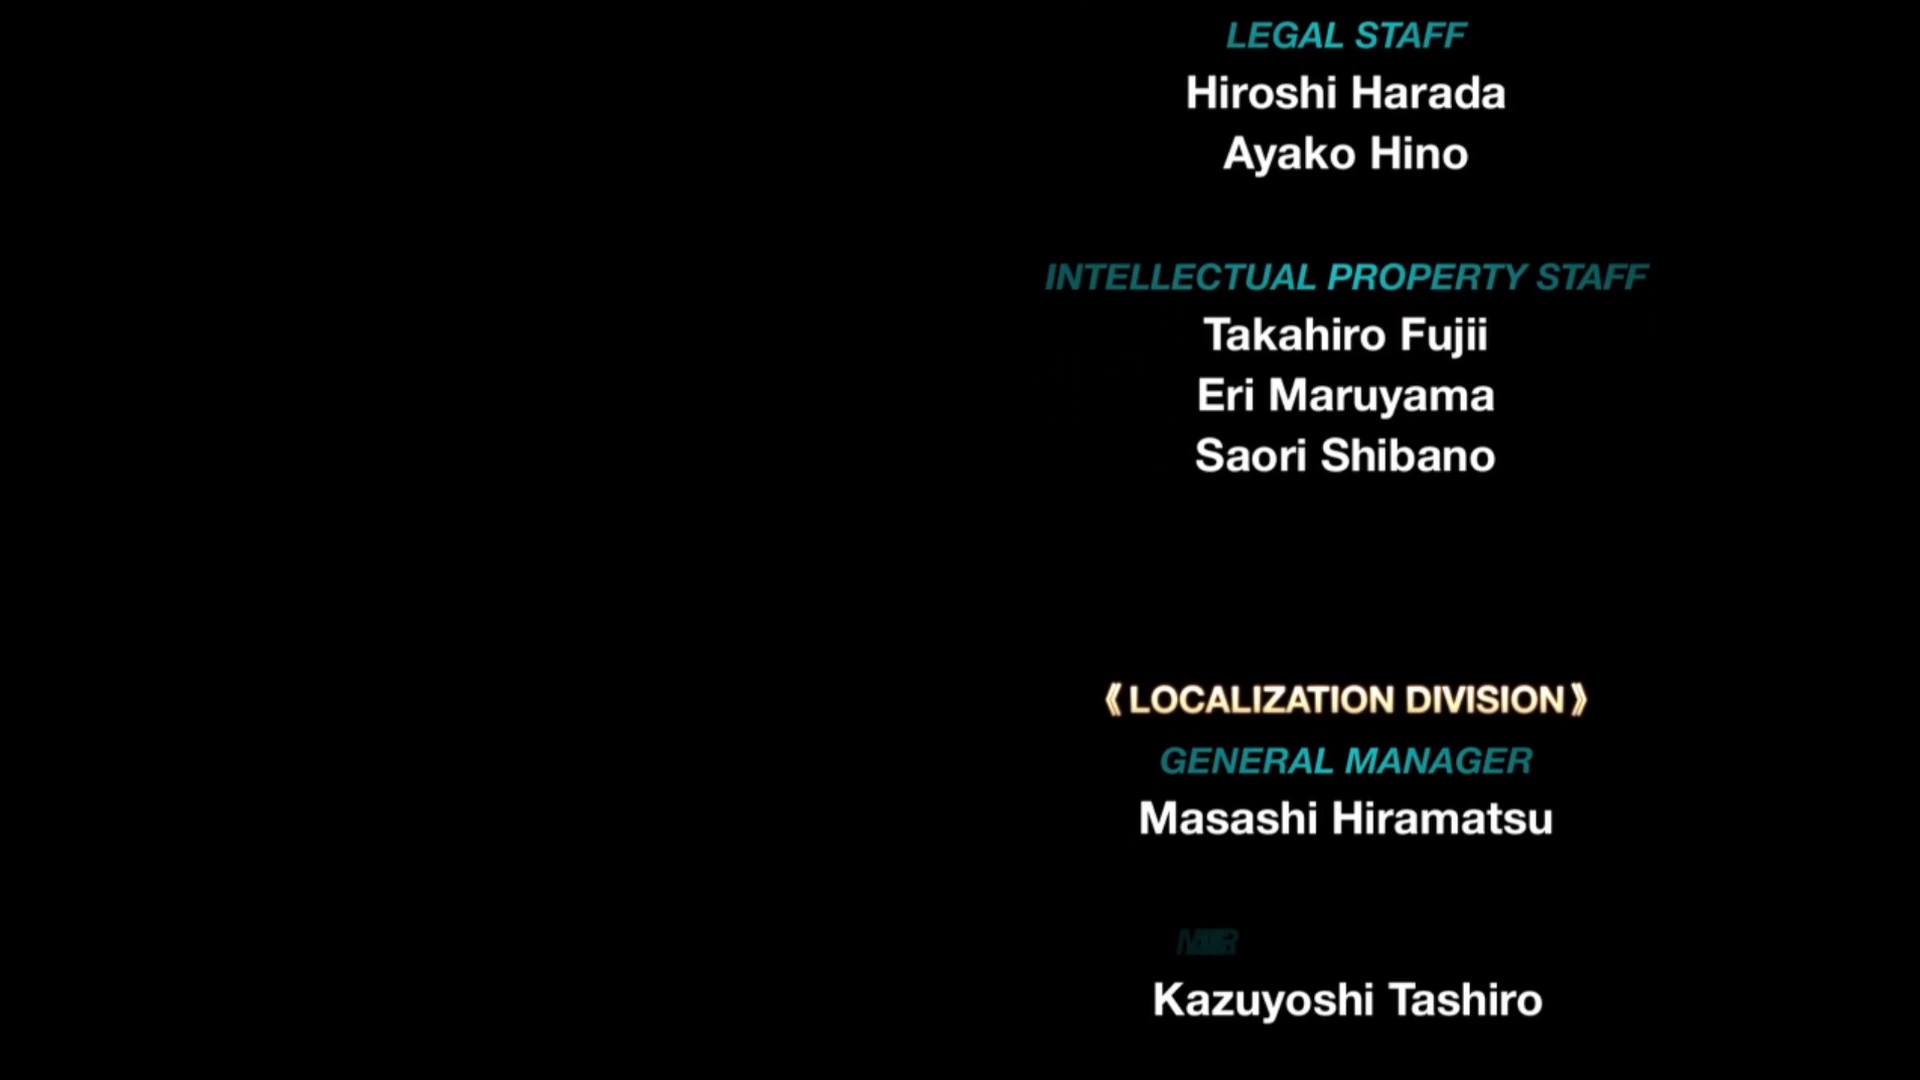 LEGAL STAFF
Hiroshi Harada
Ayako Hino
INTELLECTUAL PROPERTY STAFF
Takahiro Fujii
Eri Maruyama
Saori Shibano
《LOCALIZATION DIVISION》
GENERAL MANAGER
Masashi Hiramatsu
Kazuyoshi Tashiro